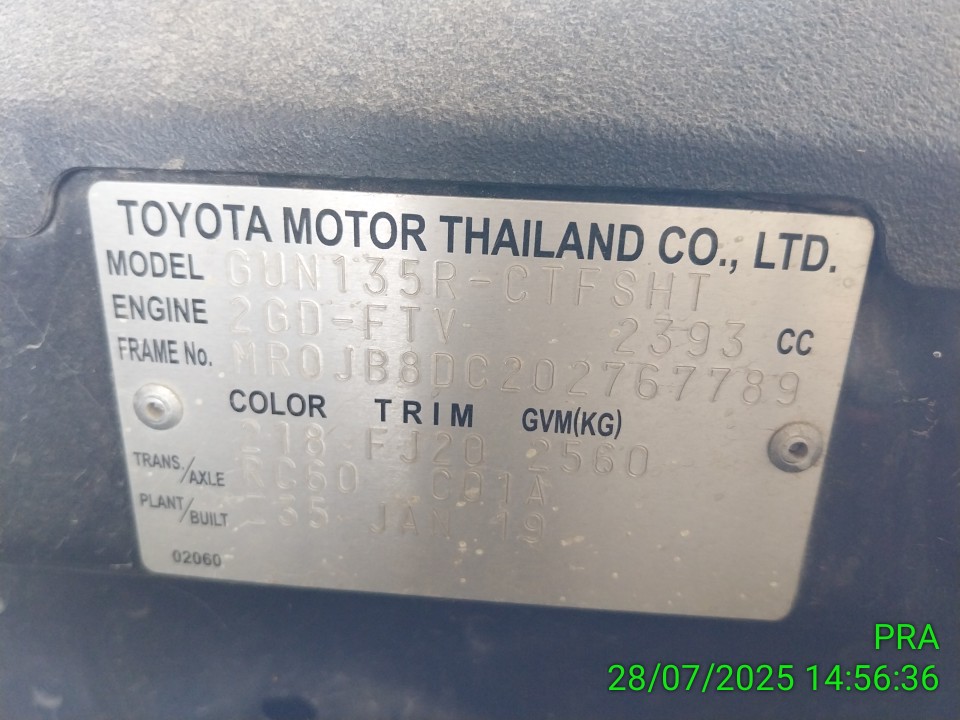 TOYOTA MOTOR THAILAND CO., LTD.
MODEL GUN135R-CTFSHT
ENGINE 2GD-FTV 2393 CC
FRAME No. MR0JB8DC202767789
COLOR TRIM GVM(KG)
218 FJ20 2560
TRANS./AXLE RC60 C01A
PLANT/BUILT JAN 19
02060
PRA
28/07/2025 14:56:36